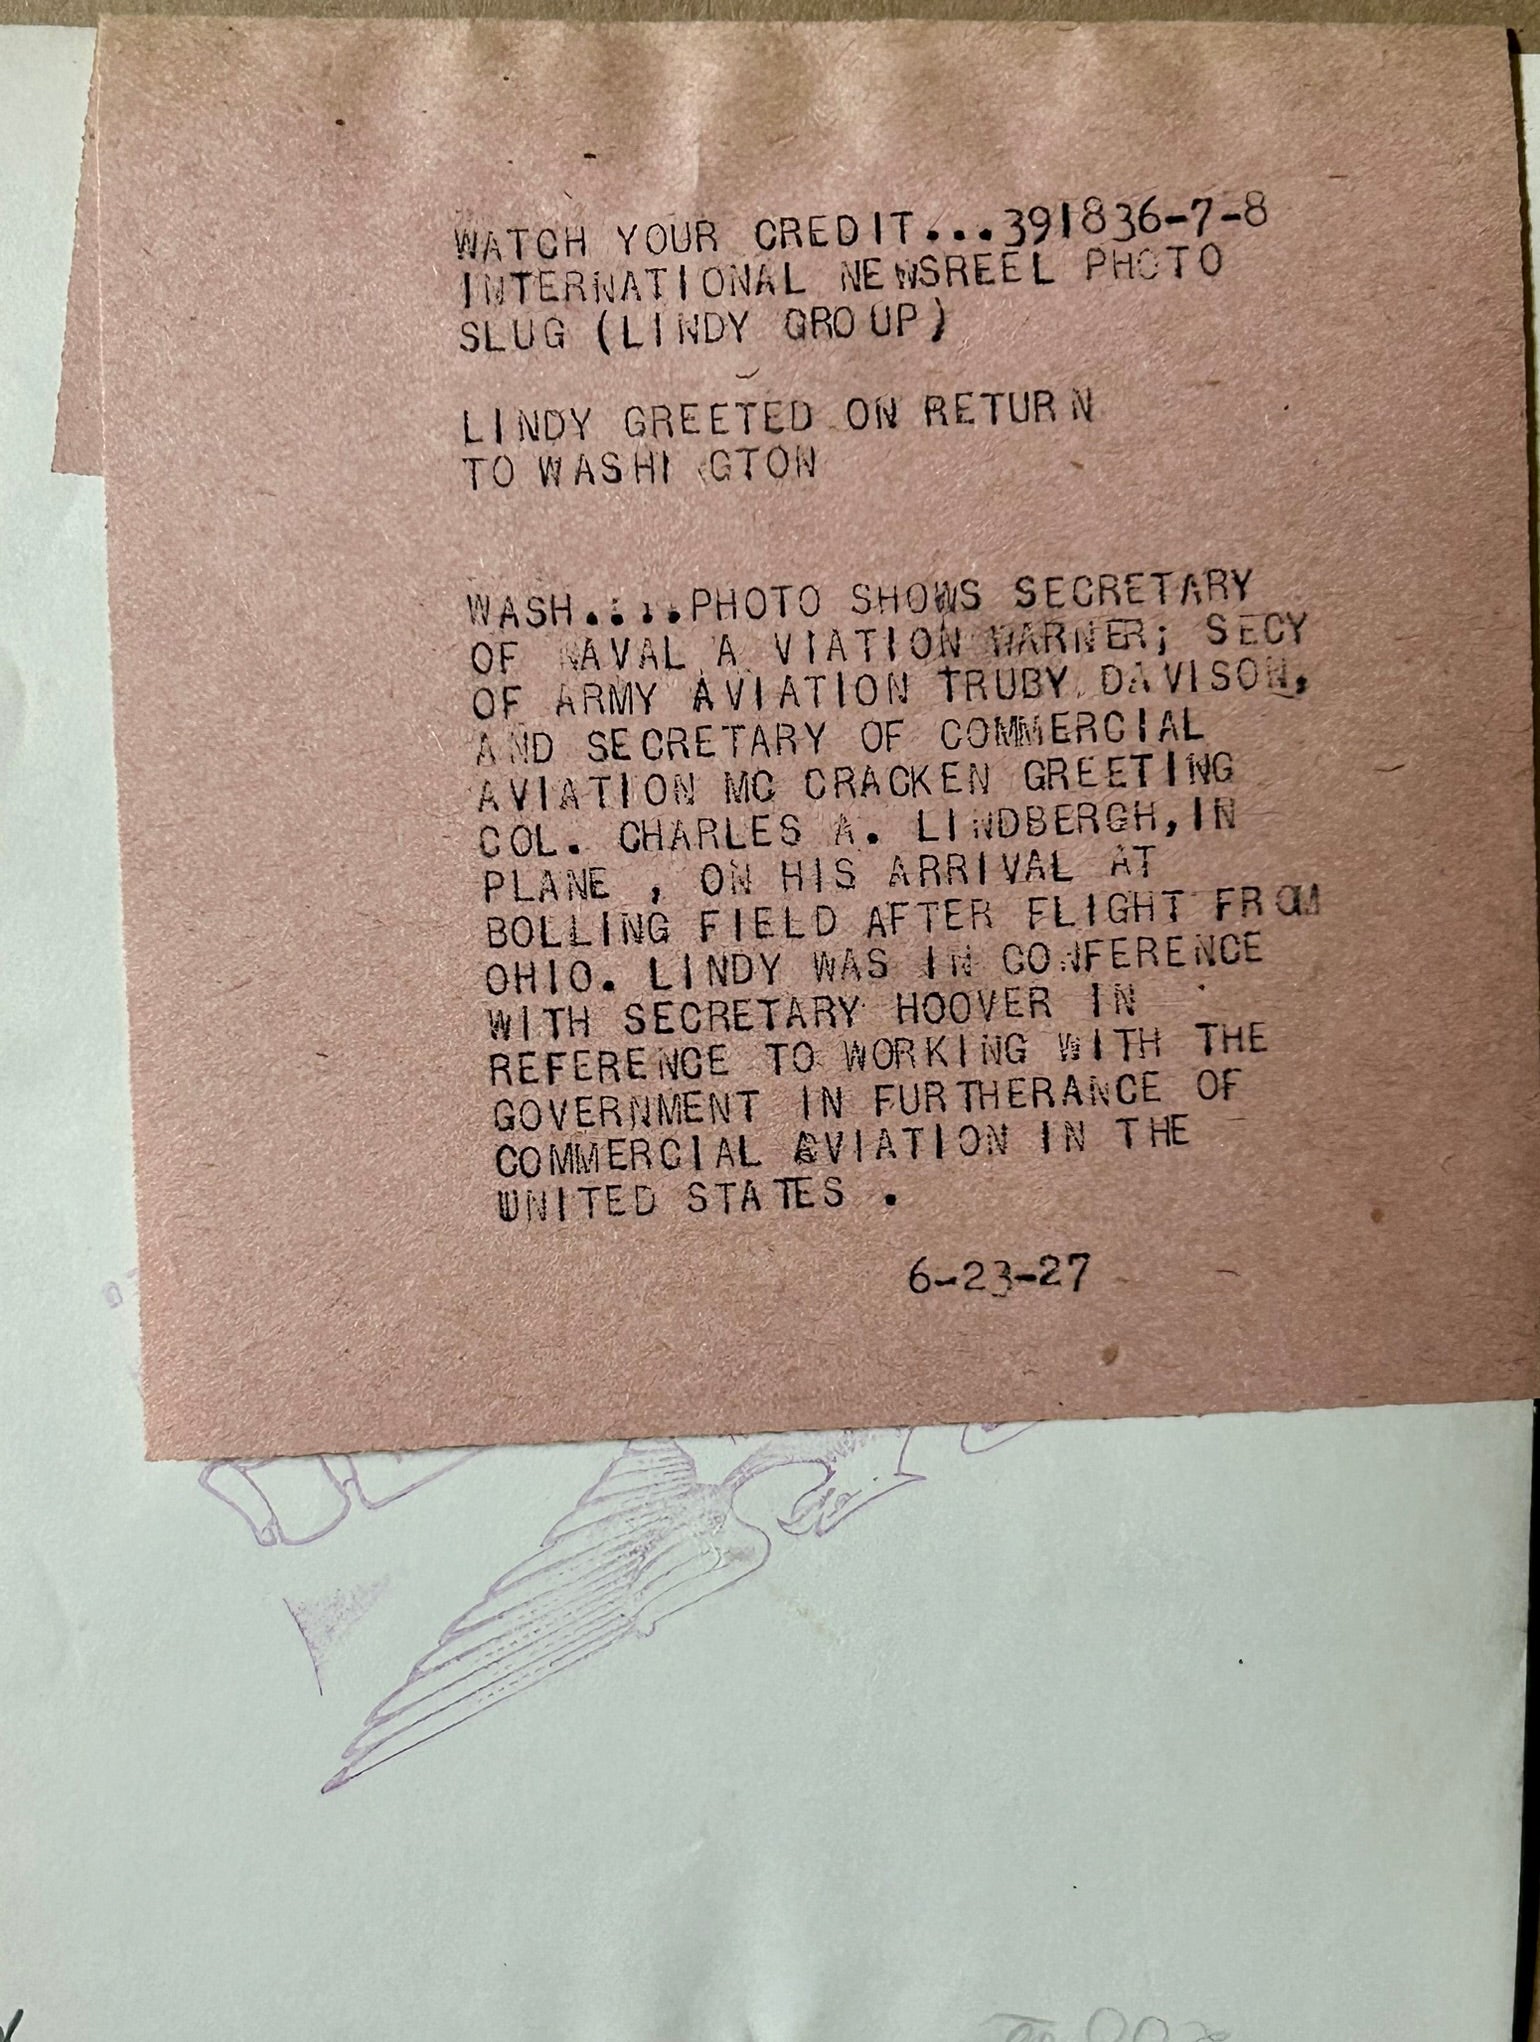 WATCH YOUR CREDIT...391836-7-8
INTERNATIONAL NEWSREEL PHOTO
SLUG (LINDY GROUP)
LINDY GREETED ON RETURN
TO WASHI GTON
WASH.....PHOTO SHOWS SECRETARY
OF NAVAL A VIATION WARNER; SECY
OF ARMY AVIATION TRUBY DAVISON,
AND SECRETARY OF COMMERCIAL
AVIATION MC CRACKEN GREETING
COL. CHARLES A. LINDBERGH, IN
PLANE , ON HIS ARRIVAL AT
BOLLING FIELD AFTER FLIGHT FROM
OHIO. LINDY WAS IN CONFERENCE
WITH SECRETARY HOOVER IN
REFERENCE TO WORKING WITH THE
GOVERNMENT IN FURTHERANCE OF
COMMERCIAL AVIATION IN THE
UNITED STATES .
6-23-27